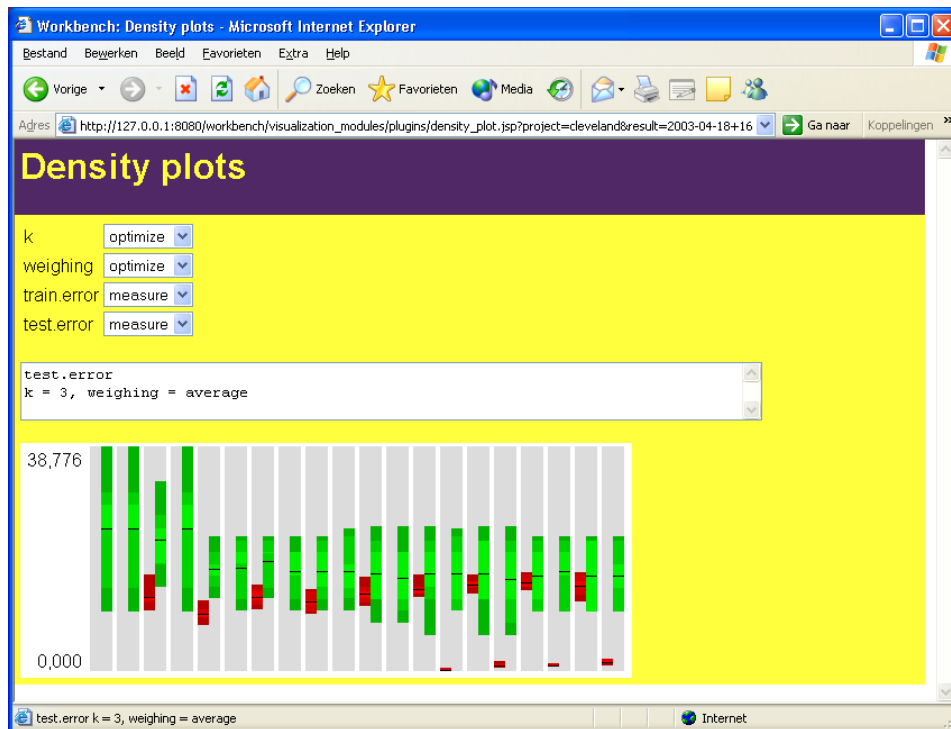 Workbench: Density plots - Microsoft Internet Explorer
Bestand Bewerken Beeld Favorieten Extra Help
Vorige Zoeken Favorieten Media
Adres http://127.0.0.1:8080/workbench/visualization_modules/plugins/density_plot.jsp?project=cleveland&result=2003-04-18+16 Ga naar Koppelingen »
Density plots
k optimize
weighing optimize
train.error measure
test.error measure
test.error
k = 3, weighing = average
38,776
0,000
test.error k = 3, weighing = average Internet